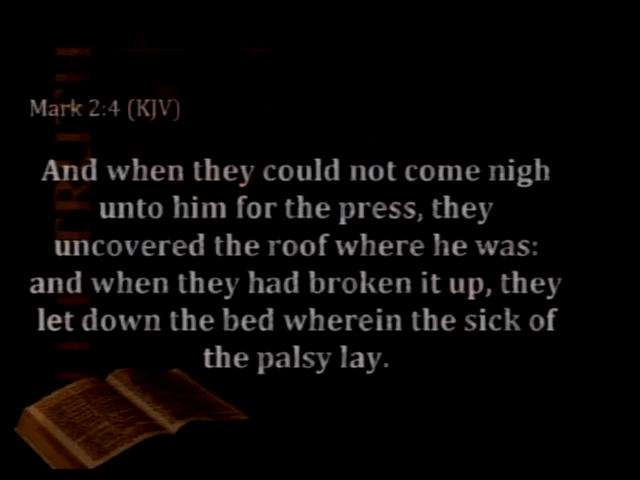 Mark 2:4 (KJV)
And when they could not come nigh
unto him for the press, they
uncovered the roof where he was:
and when they had broken it up, they
let down the bed wherein the sick of
the palsy lay.
TRUTH